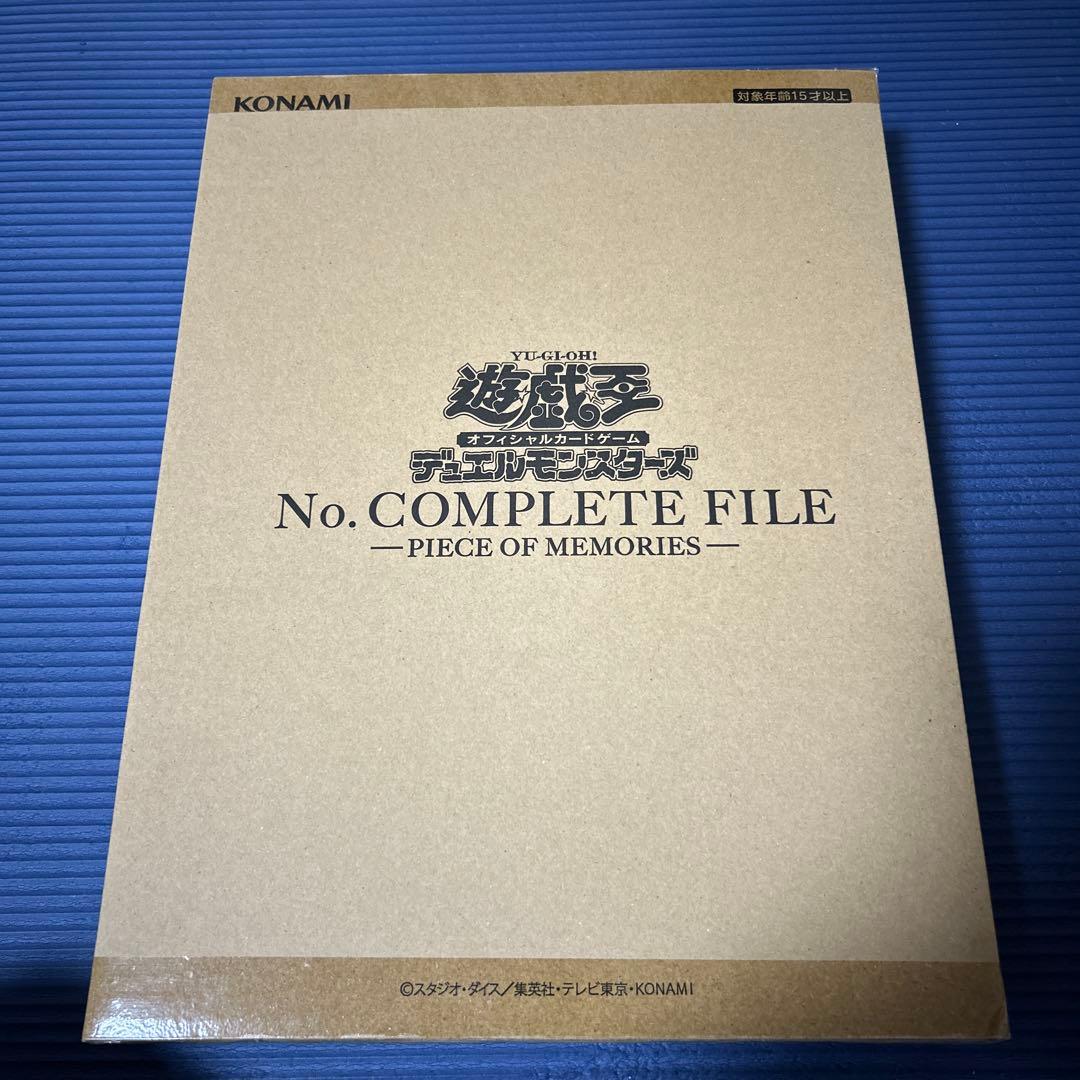 KONAMI
対象年齢15才以上
YU-GI-OH!
遊戯王
オフィシャルカードゲーム
デュエルモンスターズ
No. COMPLETE FILE
—PIECE OF MEMORIES—
©スタジオ・ダイス/集英社・テレビ東京・KONAMI